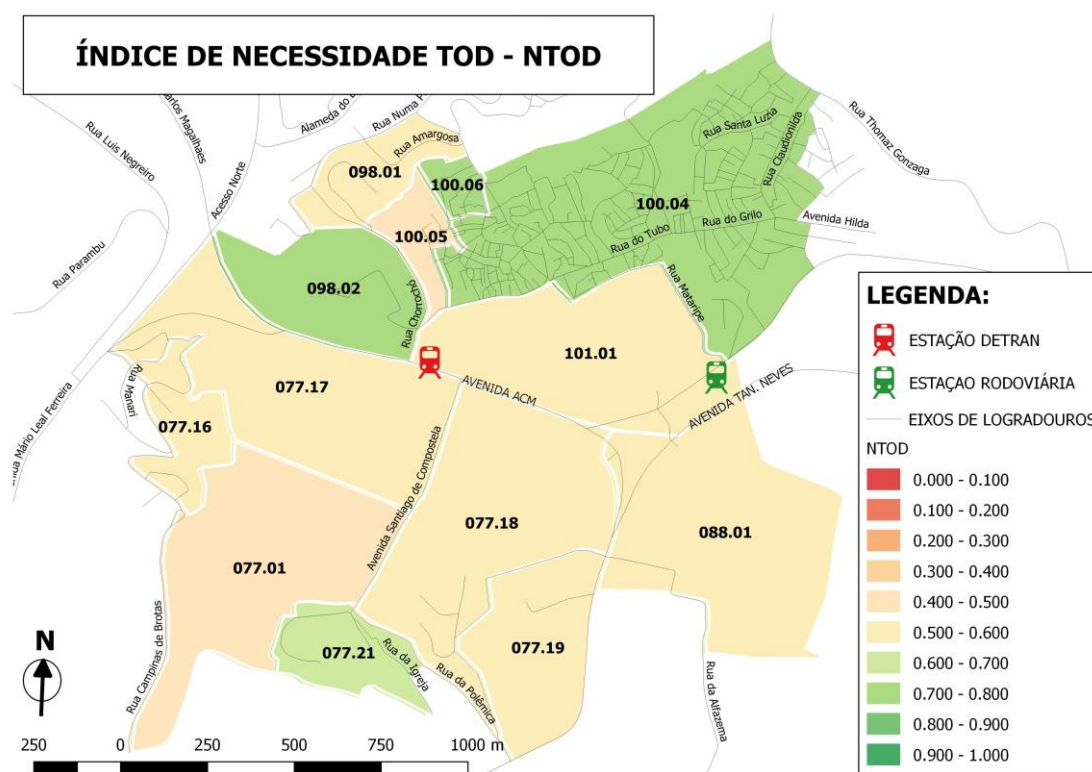 ÍNDICE DE NECESSIDADE TOD - NTOD
Rua Luis Negreiro
arlos Magalhaes
Alameda do
Rua Numa P
Acesso Norte
Rua Amargosa
098.01
100.06
Rua Santa Luzia
Rua Claudionilda
Rua Thomaz Gonzaga
100.04
Rua do Grilo
Avenida Hilda
Rua do Tubo
100.05
Rua Parambu
098.02
Rua Chorrochó
Rua Mataripe
101.01
AVENIDA ACM
AVENIDA TAN. NEVES
077.17
Rua Manari
077.16
nida Mário Leal Ferreira
Avenida Santiago de Compostela
077.18
088.01
077.01
Rua Campinas de Brotas
077.21
Rua da Igreja
Rua da Polêmica
077.19
Rua da Alfazema
N
250 0 250 500 750 1000 m
LEGENDA:
ESTAÇÃO DETRAN
ESTAÇAO RODOVIÁRIA
EIXOS DE LOGRADOUROS
NTOD
0.000 - 0.100
0.100 - 0.200
0.200 - 0.300
0.300 - 0.400
0.400 - 0.500
0.500 - 0.600
0.600 - 0.700
0.700 - 0.800
0.800 - 0.900
0.900 - 1.000